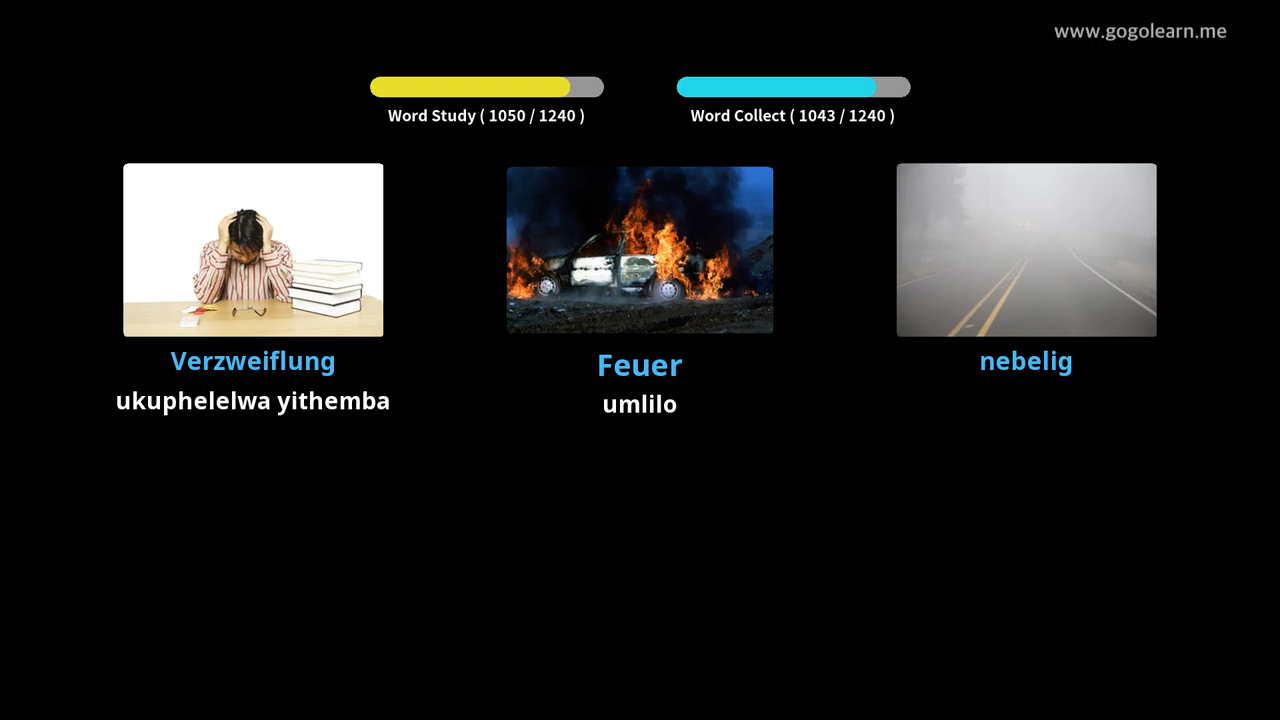 www.gogolearn.me
Word Study ( 1050 / 1240 )
Word Collect ( 1043 / 1240 )
Verzweiflung
ukuphelelwa yithemba
Feuer
umlilo
nebelig